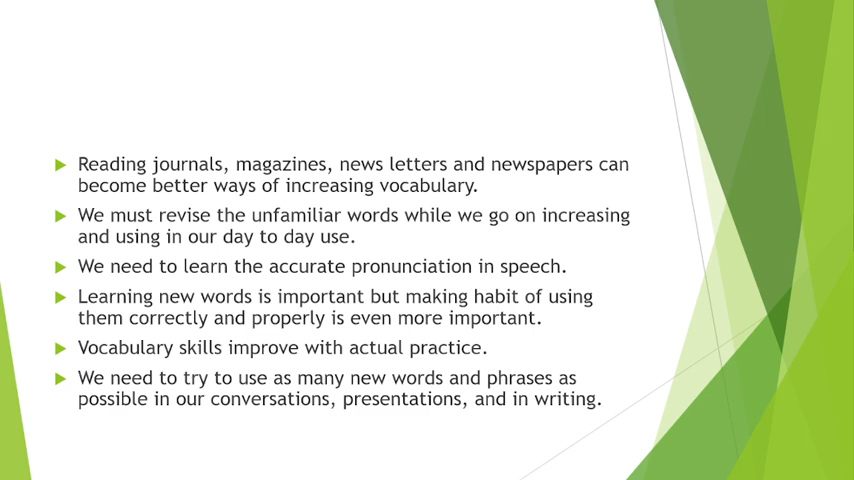 Reading journals, magazines, news letters and newspapers can
become better ways of increasing vocabulary.
We must revise the unfamiliar words while we go on increasing
and using in our day to day use.
We need to learn the accurate pronunciation in speech.
Learning new words is important but making habit of using
them correctly and properly is even more important.
Vocabulary skills improve with actual practice.
We need to try to use as many new words and phrases as
possible in our conversations, presentations, and in writing.